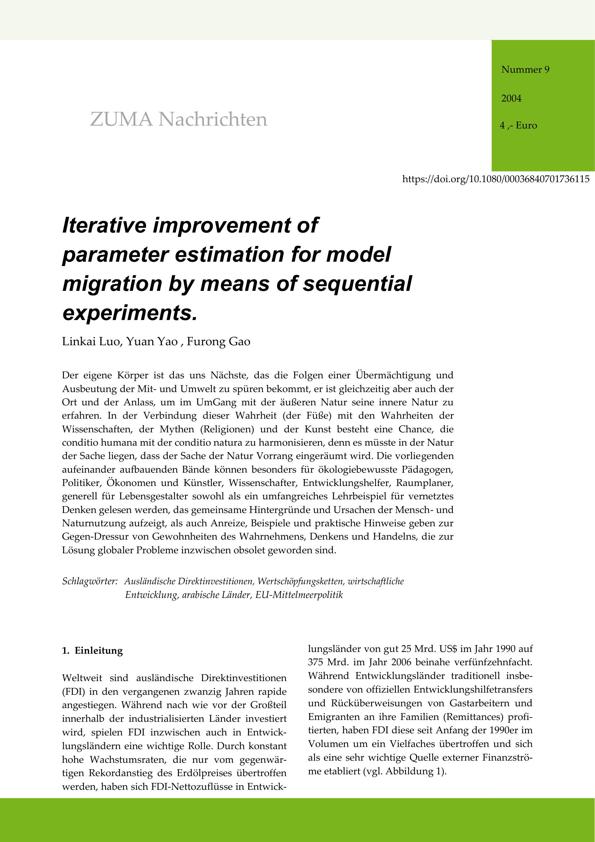 Nummer 9
2004
4 ,- Euro
ZUMA Nachrichten
https://doi.org/10.1080/00036840701736115
Iterative improvement of
parameter estimation for model
migration by means of sequential
experiments.
Linkai Luo, Yuan Yao , Furong Gao
Der eigene Körper ist das uns Nächste, das die Folgen einer Übermächtigung und
Ausbeutung der Mit- und Umwelt zu spüren bekommt, er ist gleichzeitig aber auch der
Ort und der Anlass, um im UmGang mit der äußeren Natur seine innere Natur zu
erfahren. In der Verbindung dieser Wahrheit (der Füße) mit den Wahrheiten der
Wissenschaften, der Mythen (Religionen) und der Kunst besteht eine Chance, die
conditio humana mit der conditio natura zu harmonisieren, denn es müsste in der Natur
der Sache liegen, dass der Sache der Natur Vorrang eingeräumt wird. Die vorliegenden
aufeinander aufbauenden Bände können besonders für ökologiebewusste Pädagogen,
Politiker, Ökonomen und Künstler, Wissenschafter, Entwicklungshelfer, Raumplaner,
generell für Lebensgestalter sowohl als ein umfangreiches Lehrbeispiel für vernetztes
Denken gelesen werden, das gemeinsame Hintergründe und Ursachen der Mensch- und
Naturnutzung aufzeigt, als auch Anreize, Beispiele und praktische Hinweise geben zur
Gegen-Dressur von Gewohnheiten des Wahrnehmens, Denkens und Handelns, die zur
Lösung globaler Probleme inzwischen obsolet geworden sind.
Schlagwörter: Ausländische Direktinvestitionen, Wertschöpfungsketten, wirtschaftliche
Entwicklung, arabische Länder, EU-Mittelmeerpolitik
1. Einleitung
Weltweit sind ausländische Direktinvestitionen
(FDI) in den vergangenen zwanzig Jahren rapide
angestiegen. Während nach wie vor der Großteil
innerhalb der industrialisierten Länder investiert
wird, spielen FDI inzwischen auch in Entwick-
lungsländern eine wichtige Rolle. Durch konstant
hohe Wachstumsraten, die nur vom gegenwär-
tigen Rekordanstieg des Erdölpreises übertroffen
werden, haben sich FDI-Nettozuflüsse in Entwick-
lungsländer von gut 25 Mrd. US$ im Jahr 1990 auf
375 Mrd. im Jahr 2006 beinahe verfünfzehnfacht.
Während Entwicklungsländer traditionell insbe-
sondere von offiziellen Entwicklungshilfetransfers
und Rücküberweisungen von Gastarbeitern und
Emigranten an ihre Familien (Remittances) profi-
tierten, haben FDI diese seit Anfang der 1990er im
Volumen um ein Vielfaches übertroffen und sich
als eine sehr wichtige Quelle externer Finanzströ-
me etabliert (vgl. Abbildung 1).